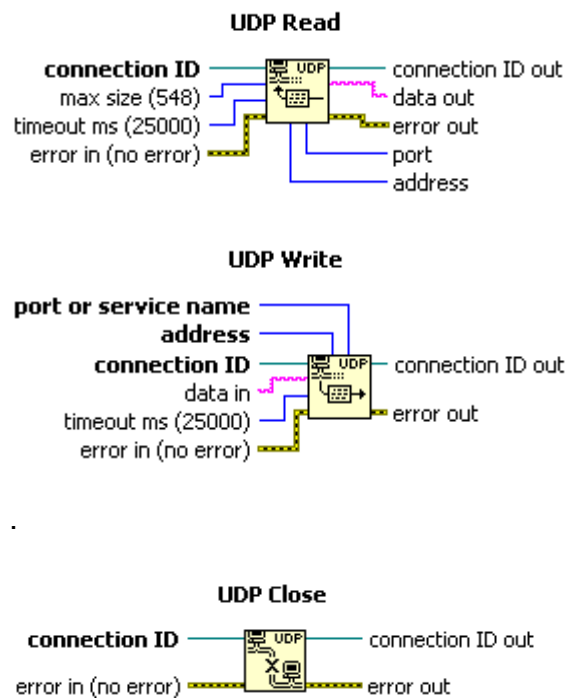 UDP Read
connection ID UDP connection ID out
max size (548) data out
timeout ms (25000) error out
error in (no error) port
address
UDP Write
port or service name
address
connection ID UDP connection ID out
data in
timeout ms (25000) error out
error in (no error)
.
UDP Close
connection ID UDP connection ID out
error in (no error) error out